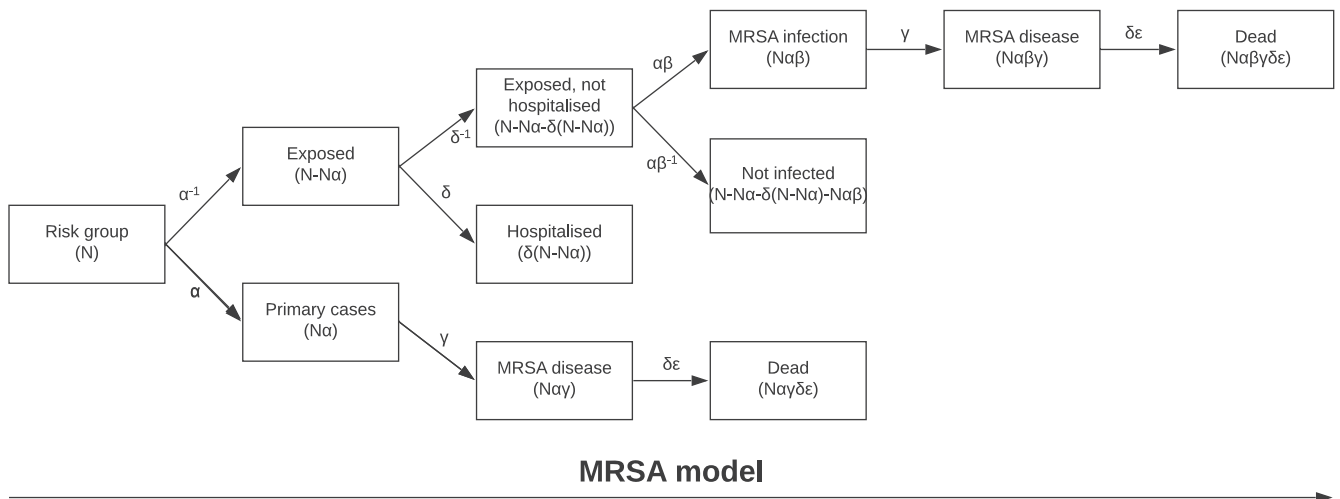 MRSA infection
(Nαβ)
γ
MRSA disease
(Nαβγ)
δε
Dead
(Nαβγδε)
αβ
Exposed, not
hospitalised
(N-Nα-δ(N-Nα))
δ⁻¹
Exposed
(N-Nα)
αβ⁻¹
Not infected
(N-Nα-δ(N-Nα)-Nαβ)
α⁻¹
δ
Risk group
(N)
Hospitalised
(δ(N-Nα))
α
Primary cases
(Nα)
γ
MRSA disease
(Nαγ)
δε
Dead
(Nαγδε)
MRSA model